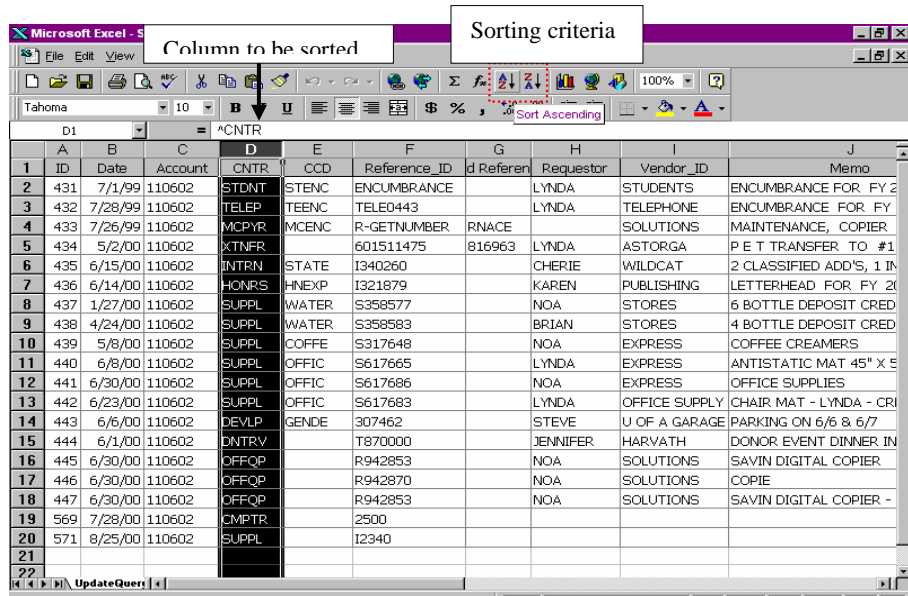 Microsoft Excel - S
Column to be sorted
Sorting criteria
File Edit View
100%
Tahoma 10 B U $ % ,
Sort Ascending
D1 = ^CNTR
A B C D E F G H I J
1 ID Date Account CNTR CCD Reference_ID d Referen Requestor Vendor_ID Memo
2 431 7/1/99 110602 STDNT STENC ENCUMBRANCE LYNDA STUDENTS ENCUMBRANCE FOR FY 2
3 432 7/28/99 110602 TELEP TEENC TELE0443 LYNDA TELEPHONE ENCUMBRANCE FOR FY
4 433 7/26/99 110602 MCPYR MCENC R-GETNUMBER RNACE SOLUTIONS MAINTENANCE, COPIER
5 434 5/2/00 110602 XTNFR 601511475 816963 LYNDA ASTORGA P E T TRANSFER TO #1
6 435 6/15/00 110602 INTRN STATE I340260 CHERIE WILDCAT 2 CLASSIFIED ADD'S, 1 IN
7 436 6/14/00 110602 HONRS HNEXP I321879 KAREN PUBLISHING LETTERHEAD FOR FY 20
8 437 1/27/00 110602 SUPPL WATER S358577 NOA STORES 6 BOTTLE DEPOSIT CRED
9 438 4/24/00 110602 SUPPL WATER S358583 BRIAN STORES 4 BOTTLE DEPOSIT CRED
10 439 5/8/00 110602 SUPPL COFFE S317648 NOA EXPRESS COFFEE CREAMERS
11 440 6/8/00 110602 SUPPL OFFIC S617665 LYNDA EXPRESS ANTISTATIC MAT 45" X 5
12 441 6/30/00 110602 SUPPL OFFIC S617686 NOA EXPRESS OFFICE SUPPLIES
13 442 6/23/00 110602 SUPPL OFFIC S617683 LYNDA OFFICE SUPPLY CHAIR MAT - LYNDA - CRE
14 443 6/6/00 110602 DEVLP GENDE 307462 STEVE U OF A GARAGE PARKING ON 6/6 & 6/7
15 444 6/1/00 110602 DNTRV T870000 JENNIFER HARVATH DONOR EVENT DINNER IN
16 445 6/30/00 110602 OFFQP R942853 NOA SOLUTIONS SAVIN DIGITAL COPIER
17 446 6/30/00 110602 OFFQP R942870 NOA SOLUTIONS COPIE
18 447 6/30/00 110602 OFFQP R942853 NOA SOLUTIONS SAVIN DIGITAL COPIER -
19 569 7/28/00 110602 CMPTR 2500
20 571 8/25/00 110602 SUPPL I2340
21
22
UpdateQuery